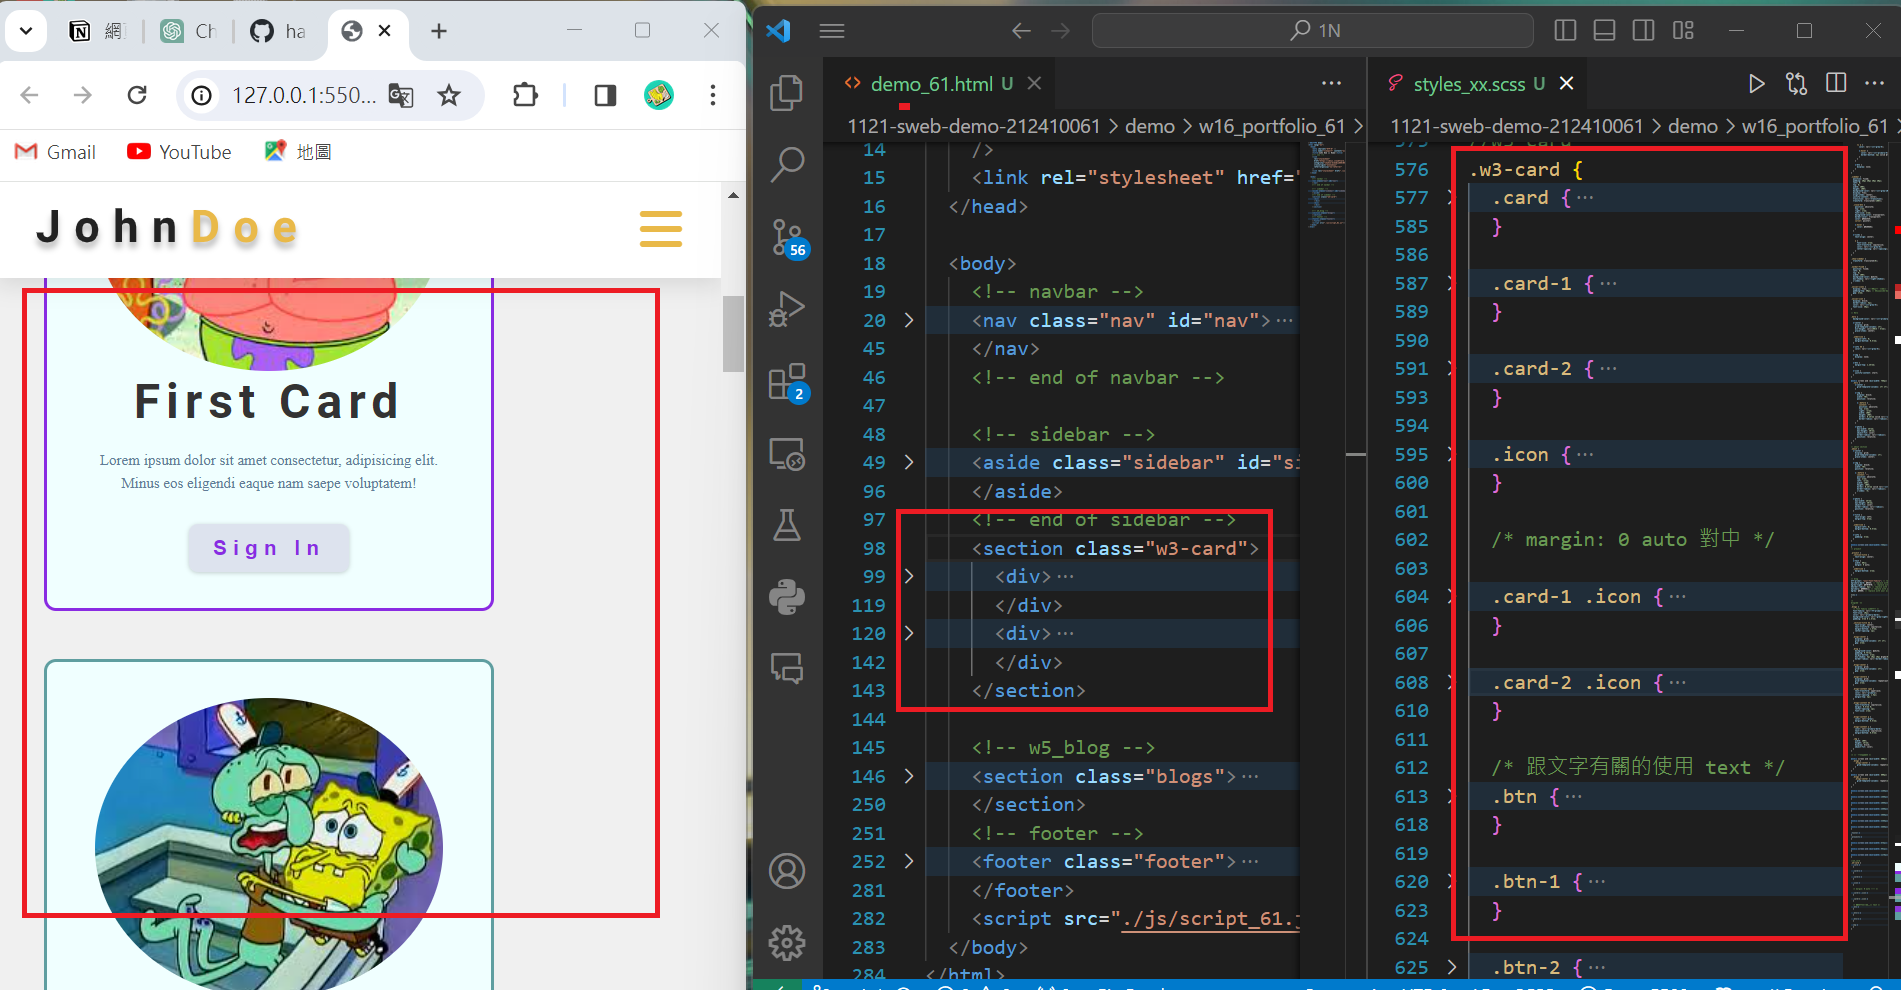 網
Ch
ha
127.0.0.1:550...
Gmail
YouTube
地圖
JohnDoe
First Card
Lorem ipsum dolor sit amet consectetur, adipisicing elit.
Minus eos eligendi eaque nam saepe voluptatem!
Sign In
1N
56
2
demo_61.html U
1121-sweb-demo-212410061 > demo > w16_portfolio_61 >
14 />
15 <link rel="stylesheet" href="
16 </head>
17
18 <body>
19 <!-- navbar -->
20 <nav class="nav" id="nav">···
45 </nav>
46 <!-- end of navbar -->
47
48 <!-- sidebar -->
49 <aside class="sidebar" id="si
96 </aside>
97 <!-- end of sidebar -->
98 <section class="w3-card">
99 <div>···
119 </div>
120 <div>···
142 </div>
143 </section>
144
145 <!-- w5_blog -->
146 <section class="blogs">···
250 </section>
251 <!-- footer -->
252 <footer class="footer">···
281 </footer>
282 <script src="./js/script_61.j
283 </body>
284 </html>
styles_xx.scss U
1121-sweb-demo-212410061 > demo > w16_portfolio_61 >
576 .w3-card {
577 .card {···
585 }
586
587 .card-1 {···
589 }
590
591 .card-2 {···
593 }
594
595 .icon {···
600 }
601
602 /* margin: 0 auto 對中 */
603
604 .card-1 .icon {···
606 }
607
608 .card-2 .icon {···
610 }
611
612 /* 跟文字有關的使用 text */
613 .btn {···
618 }
619
620 .btn-1 {···
623 }
624
625 .btn-2 {···